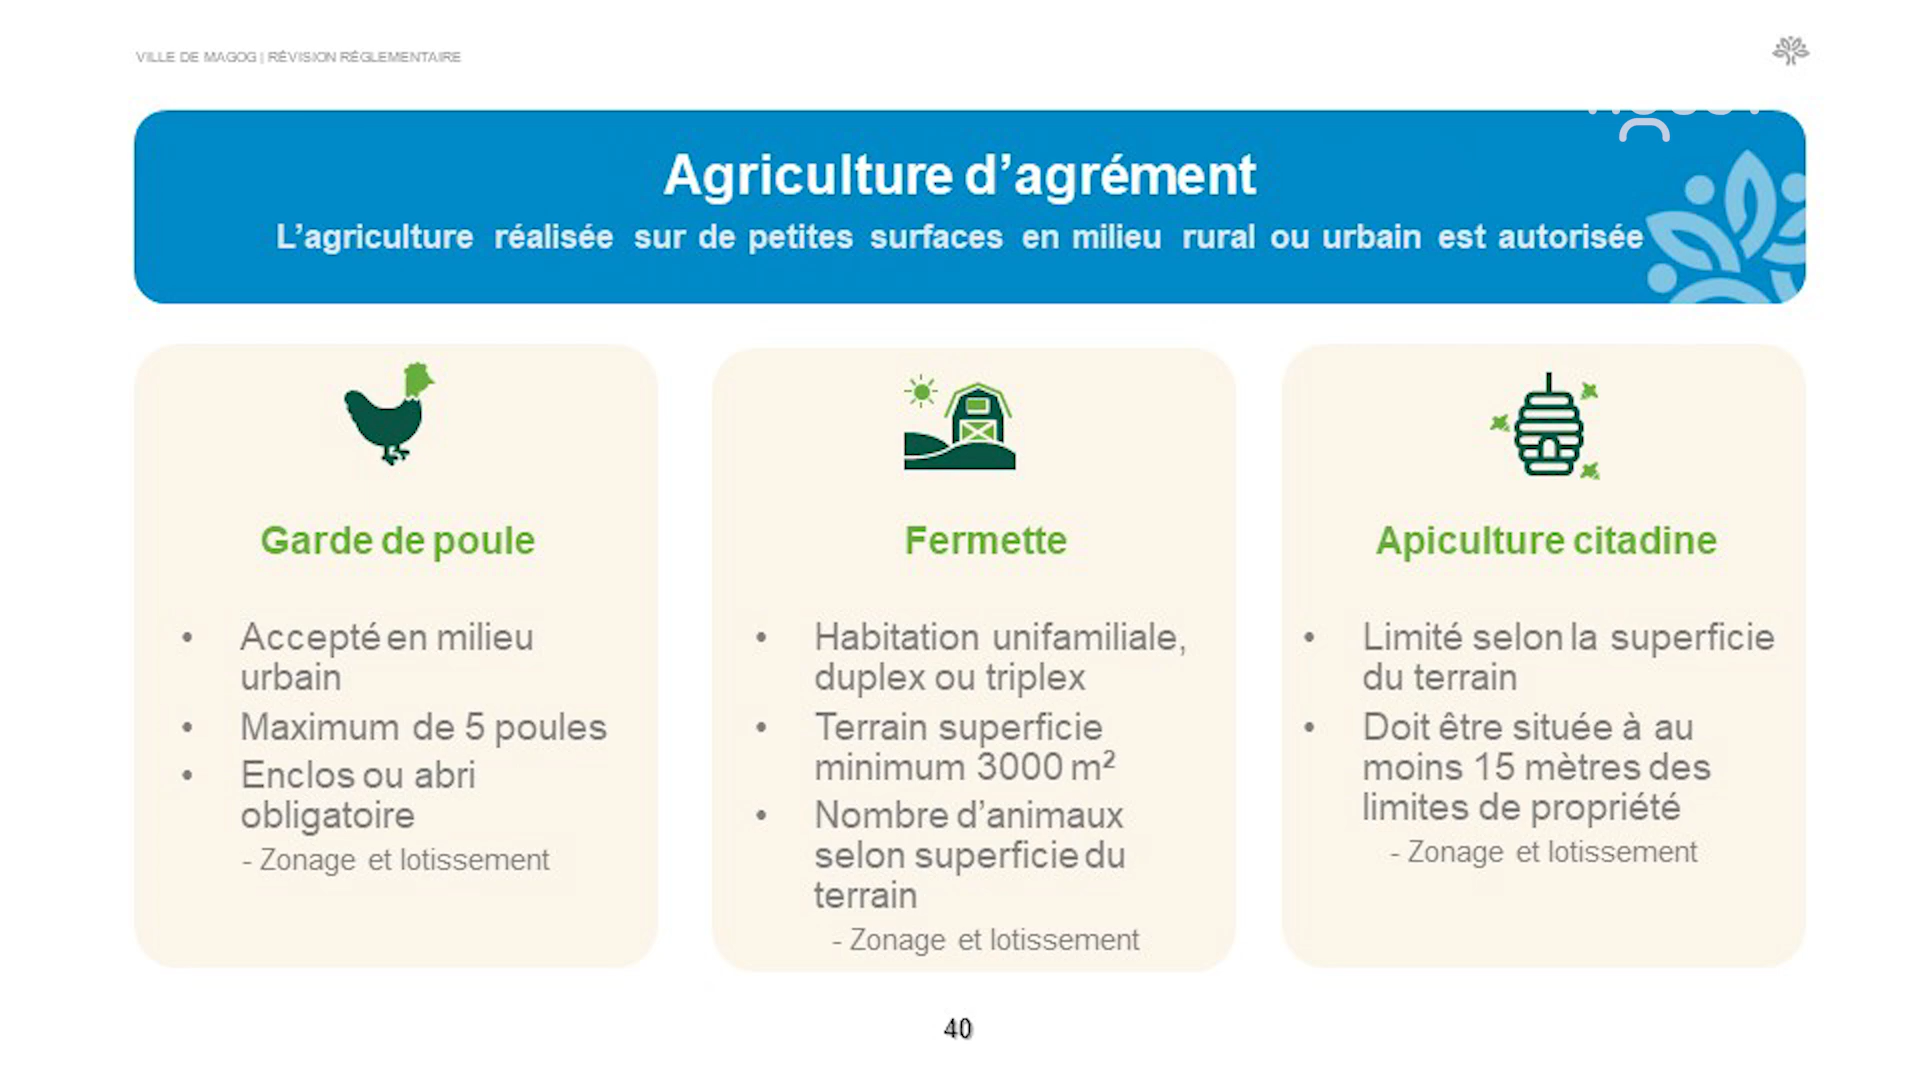 VILLE DE MAGOG | RÉVISION RÉGLEMENTAIRE
Agriculture d’agrément
L’agriculture réalisée sur de petites surfaces en milieu rural ou urbain est autorisée
Garde de poule
• Accepté en milieu
urbain
• Maximum de 5 poules
• Enclos ou abri
obligatoire
- Zonage et lotissement
Fermette
• Habitation unifamiliale,
duplex ou triplex
• Terrain superficie
minimum 3000 m²
• Nombre d’animaux
selon superficie du
terrain
- Zonage et lotissement
Apiculture citadine
• Limité selon la superficie
du terrain
• Doit être située à au
moins 15 mètres des
limites de propriété
- Zonage et lotissement
40